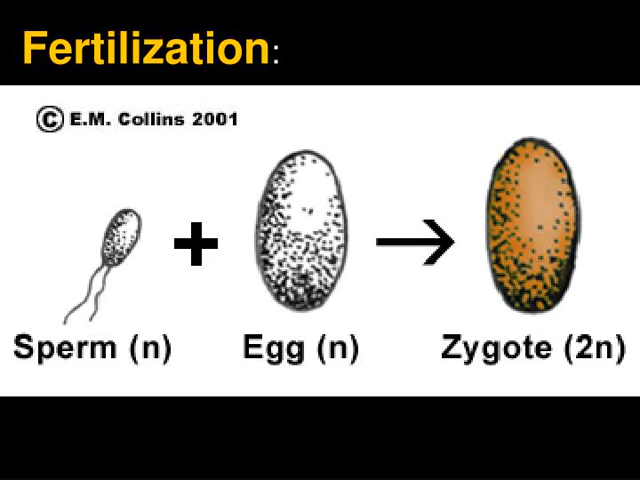 Fertilization:
© E.M. Collins 2001
+ →
Sperm (n) Egg (n) Zygote (2n)